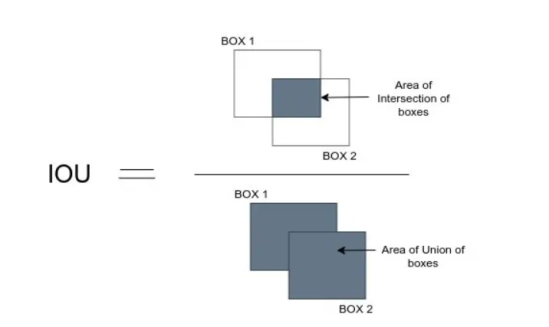 BOX 1
Area of
Intersection of
boxes
BOX 2
IOU =
BOX 1
Area of Union of
boxes
BOX 2